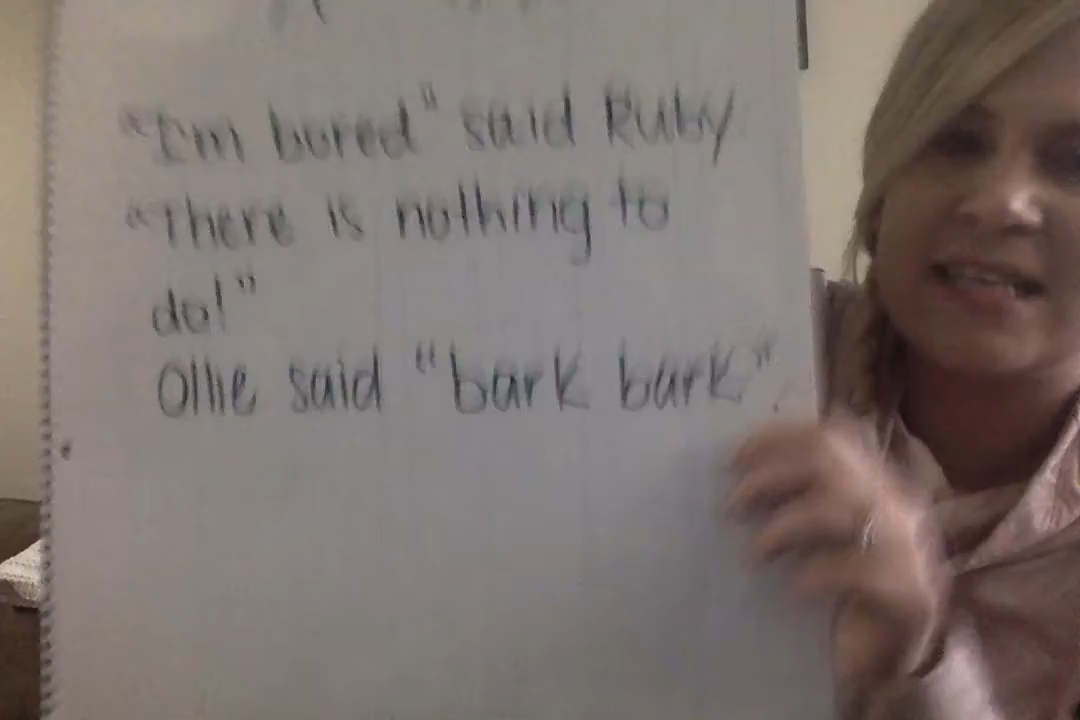 "I'm bored" said Ruby.
"There is nothing to
do!"
Ollie said "bark bark".